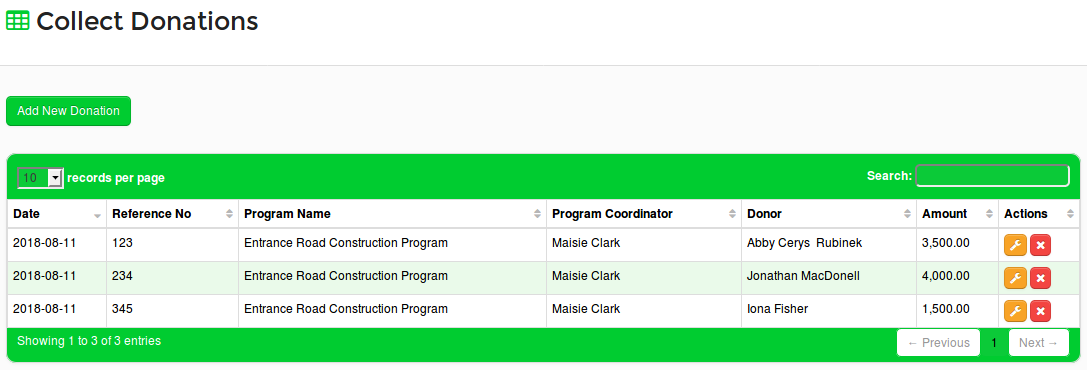 Collect Donations
Add New Donation
10 records per page Search:
Date Reference No Program Name Program Coordinator Donor Amount Actions
2018-08-11 123 Entrance Road Construction Program Maisie Clark Abby Cerys  Rubinek 3,500.00
2018-08-11 234 Entrance Road Construction Program Maisie Clark Jonathan MacDonell 4,000.00
2018-08-11 345 Entrance Road Construction Program Maisie Clark Iona Fisher 1,500.00
Showing 1 to 3 of 3 entries ← Previous 1 Next →